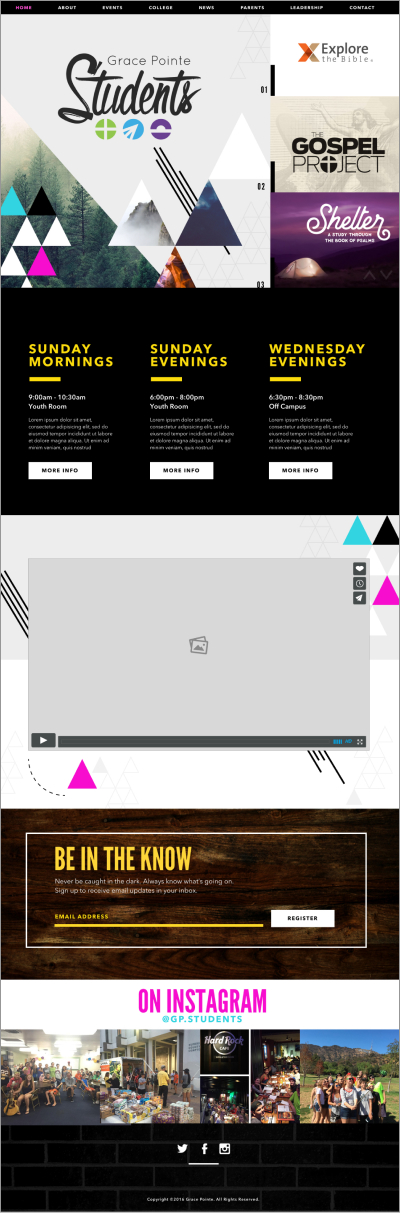 HOME ABOUT EVENTS COLLEGE NEWS PARENTS LEADERSHIP CONTACT
Grace Pointe
Students
01
02
03
Explore
the Bible
THE
GOSPEL
PROJECT
Shelter
A STUDY THROUGH
THE BOOK OF PSALMS
SUNDAY
MORNINGS
9:00am - 10:30am
Youth Room
Lorem ipsum dolor sit amet,
consectetur adipisicing elit, sed do
eiusmod tempor incididunt ut labore
et dolore magna aliqua. Ut enim ad
minim veniam, quis nostrud
MORE INFO
SUNDAY
EVENINGS
6:00pm - 8:00pm
Youth Room
Lorem ipsum dolor sit amet,
consectetur adipisicing elit, sed do
eiusmod tempor incididunt ut labore
et dolore magna aliqua. Ut enim ad
minim veniam, quis nostrud
MORE INFO
WEDNESDAY
EVENINGS
6:30pm - 8:30pm
Off Campus
Lorem ipsum dolor sit amet,
consectetur adipisicing elit, sed do
eiusmod tempor incididunt ut labore
et dolore magna aliqua. Ut enim ad
minim veniam, quis nostrud
MORE INFO
BE IN THE KNOW
Never be caught in the dark. Always know what's going on.
Sign up to receive email updates in your inbox.
EMAIL ADDRESS
REGISTER
ON INSTAGRAM
@GP.STUDENTS
Hard Rock
CAFE
Copyright ©2016 Grace Pointe. All Rights Reserved.